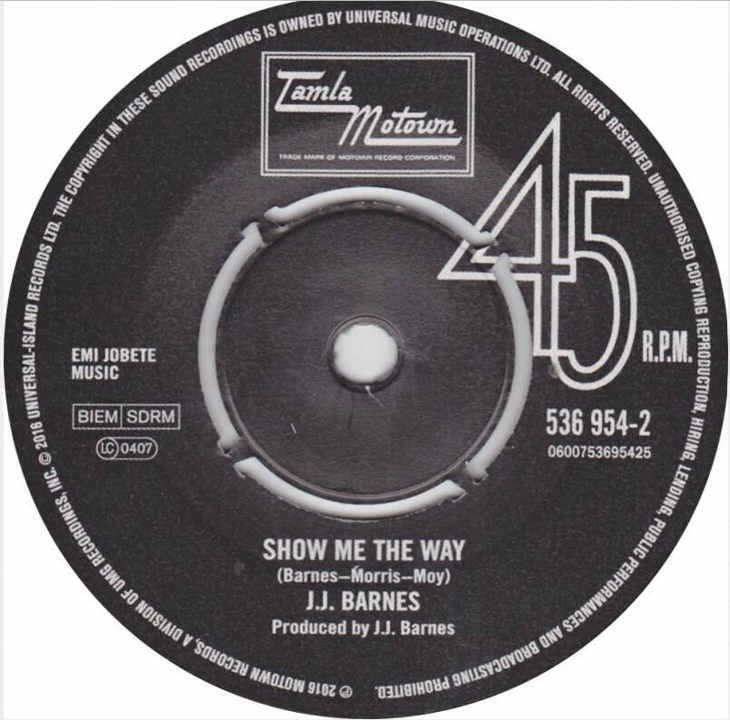 Tamla
Motown
TRADE MARK OF MOTOWN RECORD CORPORATION
45
R.P.M.
EMI JOBETE
MUSIC
BIEM SDRM
LC 0407
536 954-2
0600753695425
SHOW ME THE WAY
(Barnes–Morris–Moy)
J.J. BARNES
Produced by J.J. Barnes
℗ 2016 MOTOWN RECORDS, A DIVISION OF UMG RECORDINGS, INC. © 2016 UNIVERSAL-ISLAND RECORDS LTD. THE COPYRIGHT IN THESE SOUND RECORDINGS IS OWNED BY UNIVERSAL MUSIC OPERATIONS LTD. ALL RIGHTS RESERVED. UNAUTHORISED COPYING REPRODUCTION, HIRING, LENDING, PUBLIC PERFORMANCES AND BROADCASTING PROHIBITED.